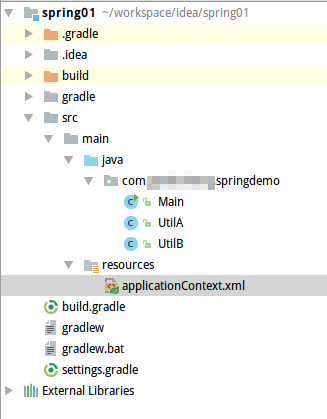 spring01 ~/workspace/idea/spring01
.gradle
.idea
build
gradle
src
main
java
com springdemo
Main
UtilA
UtilB
resources
applicationContext.xml
build.gradle
gradlew
gradlew.bat
settings.gradle
External Libraries